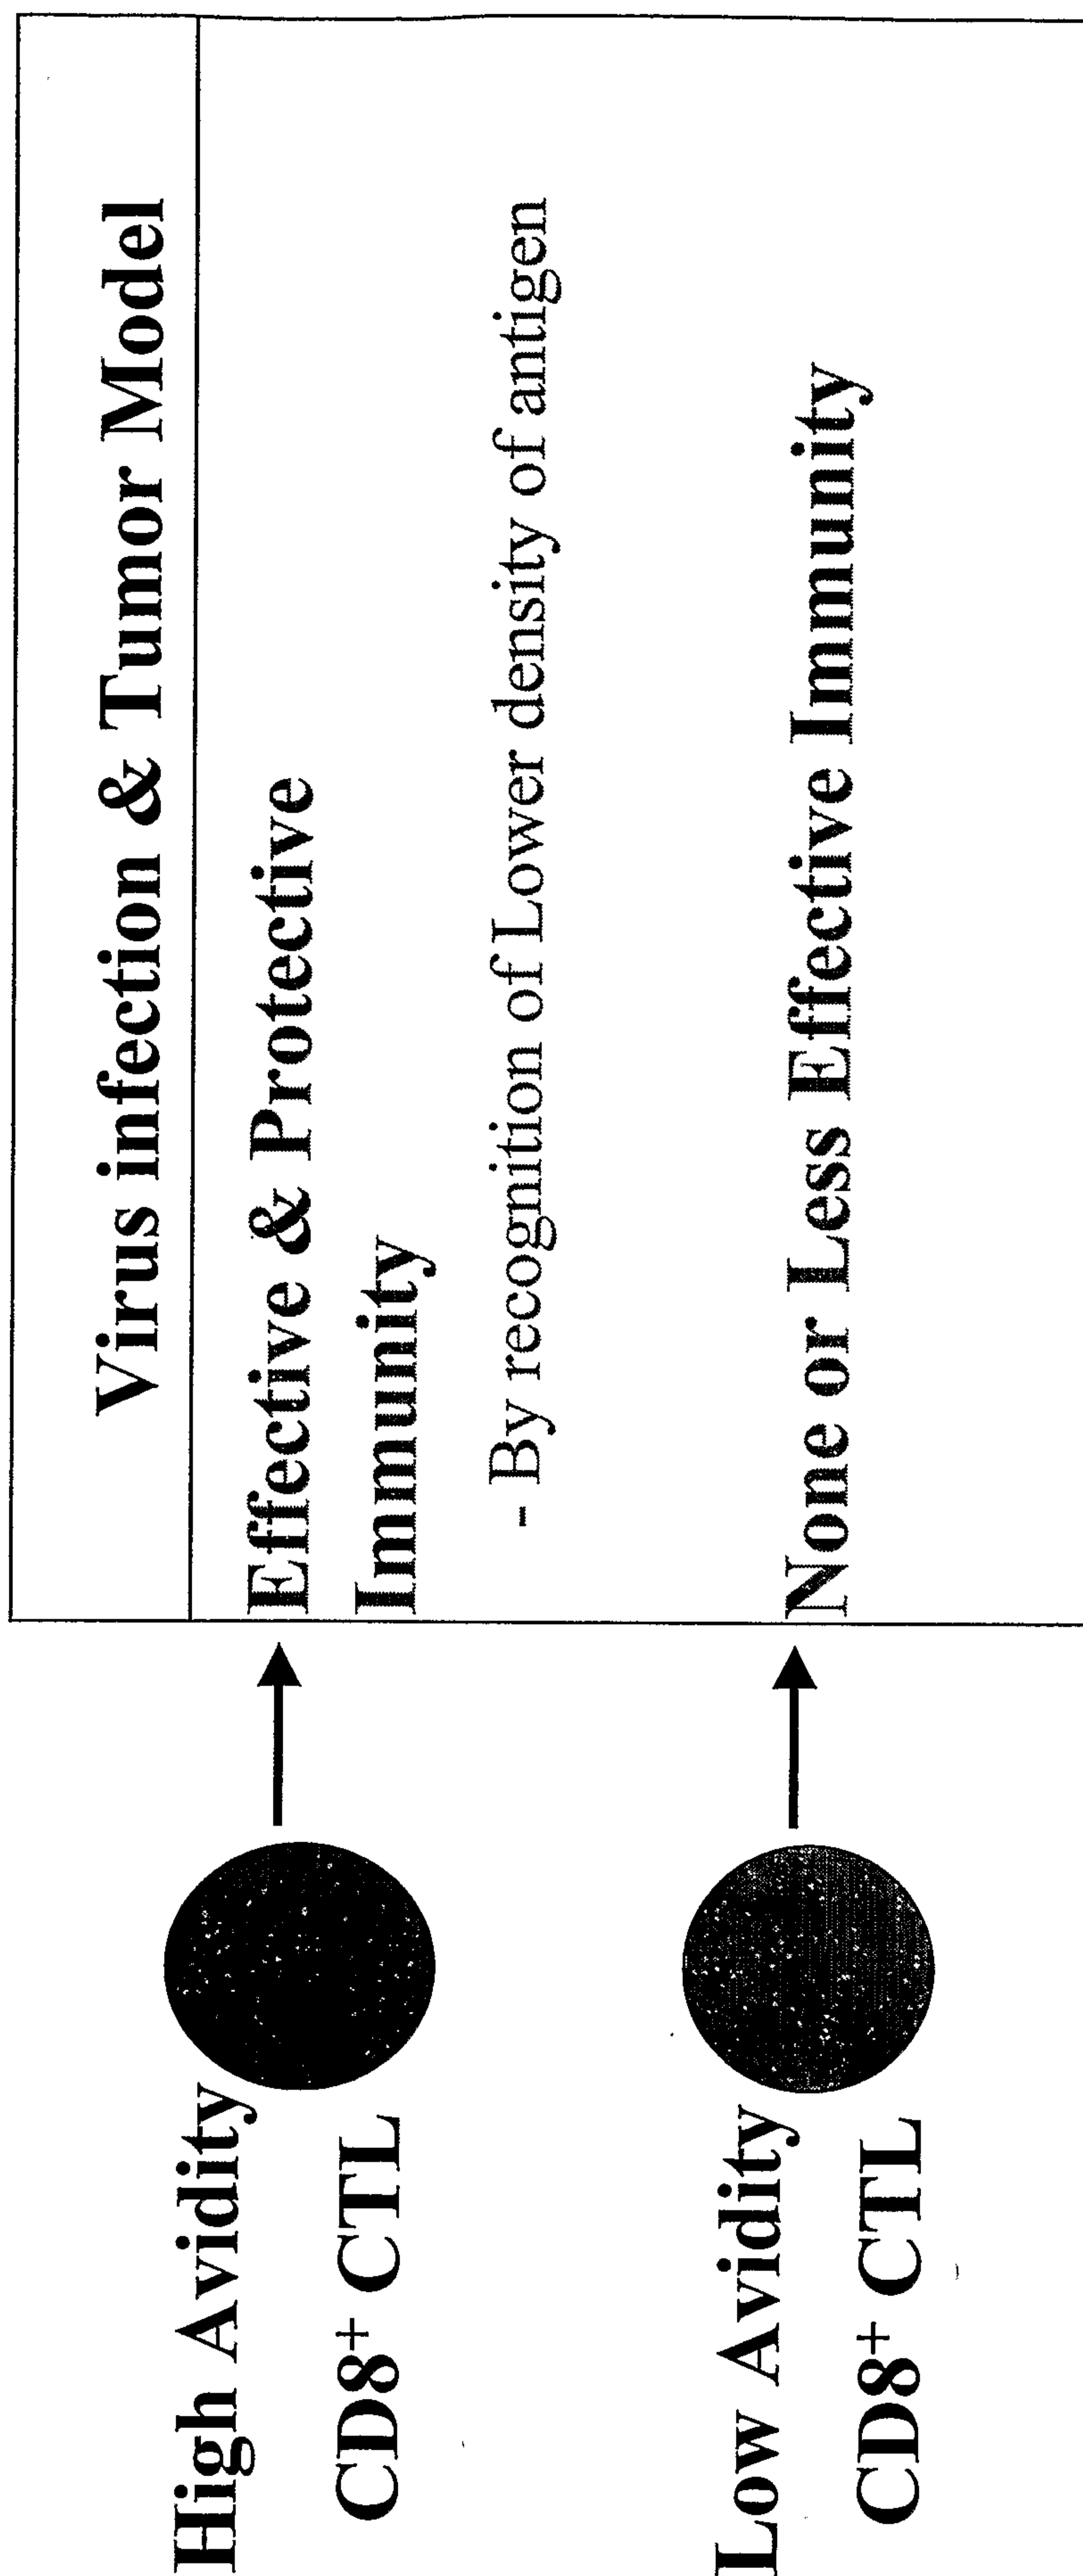 Virus infection & Tumor Model
High Avidity
CD8+ CTL
Effective & Protective
Immunity
- By recognition of Lower density of antigen
Low Avidity
CD8+ CTL
None or Less Effective Immunity